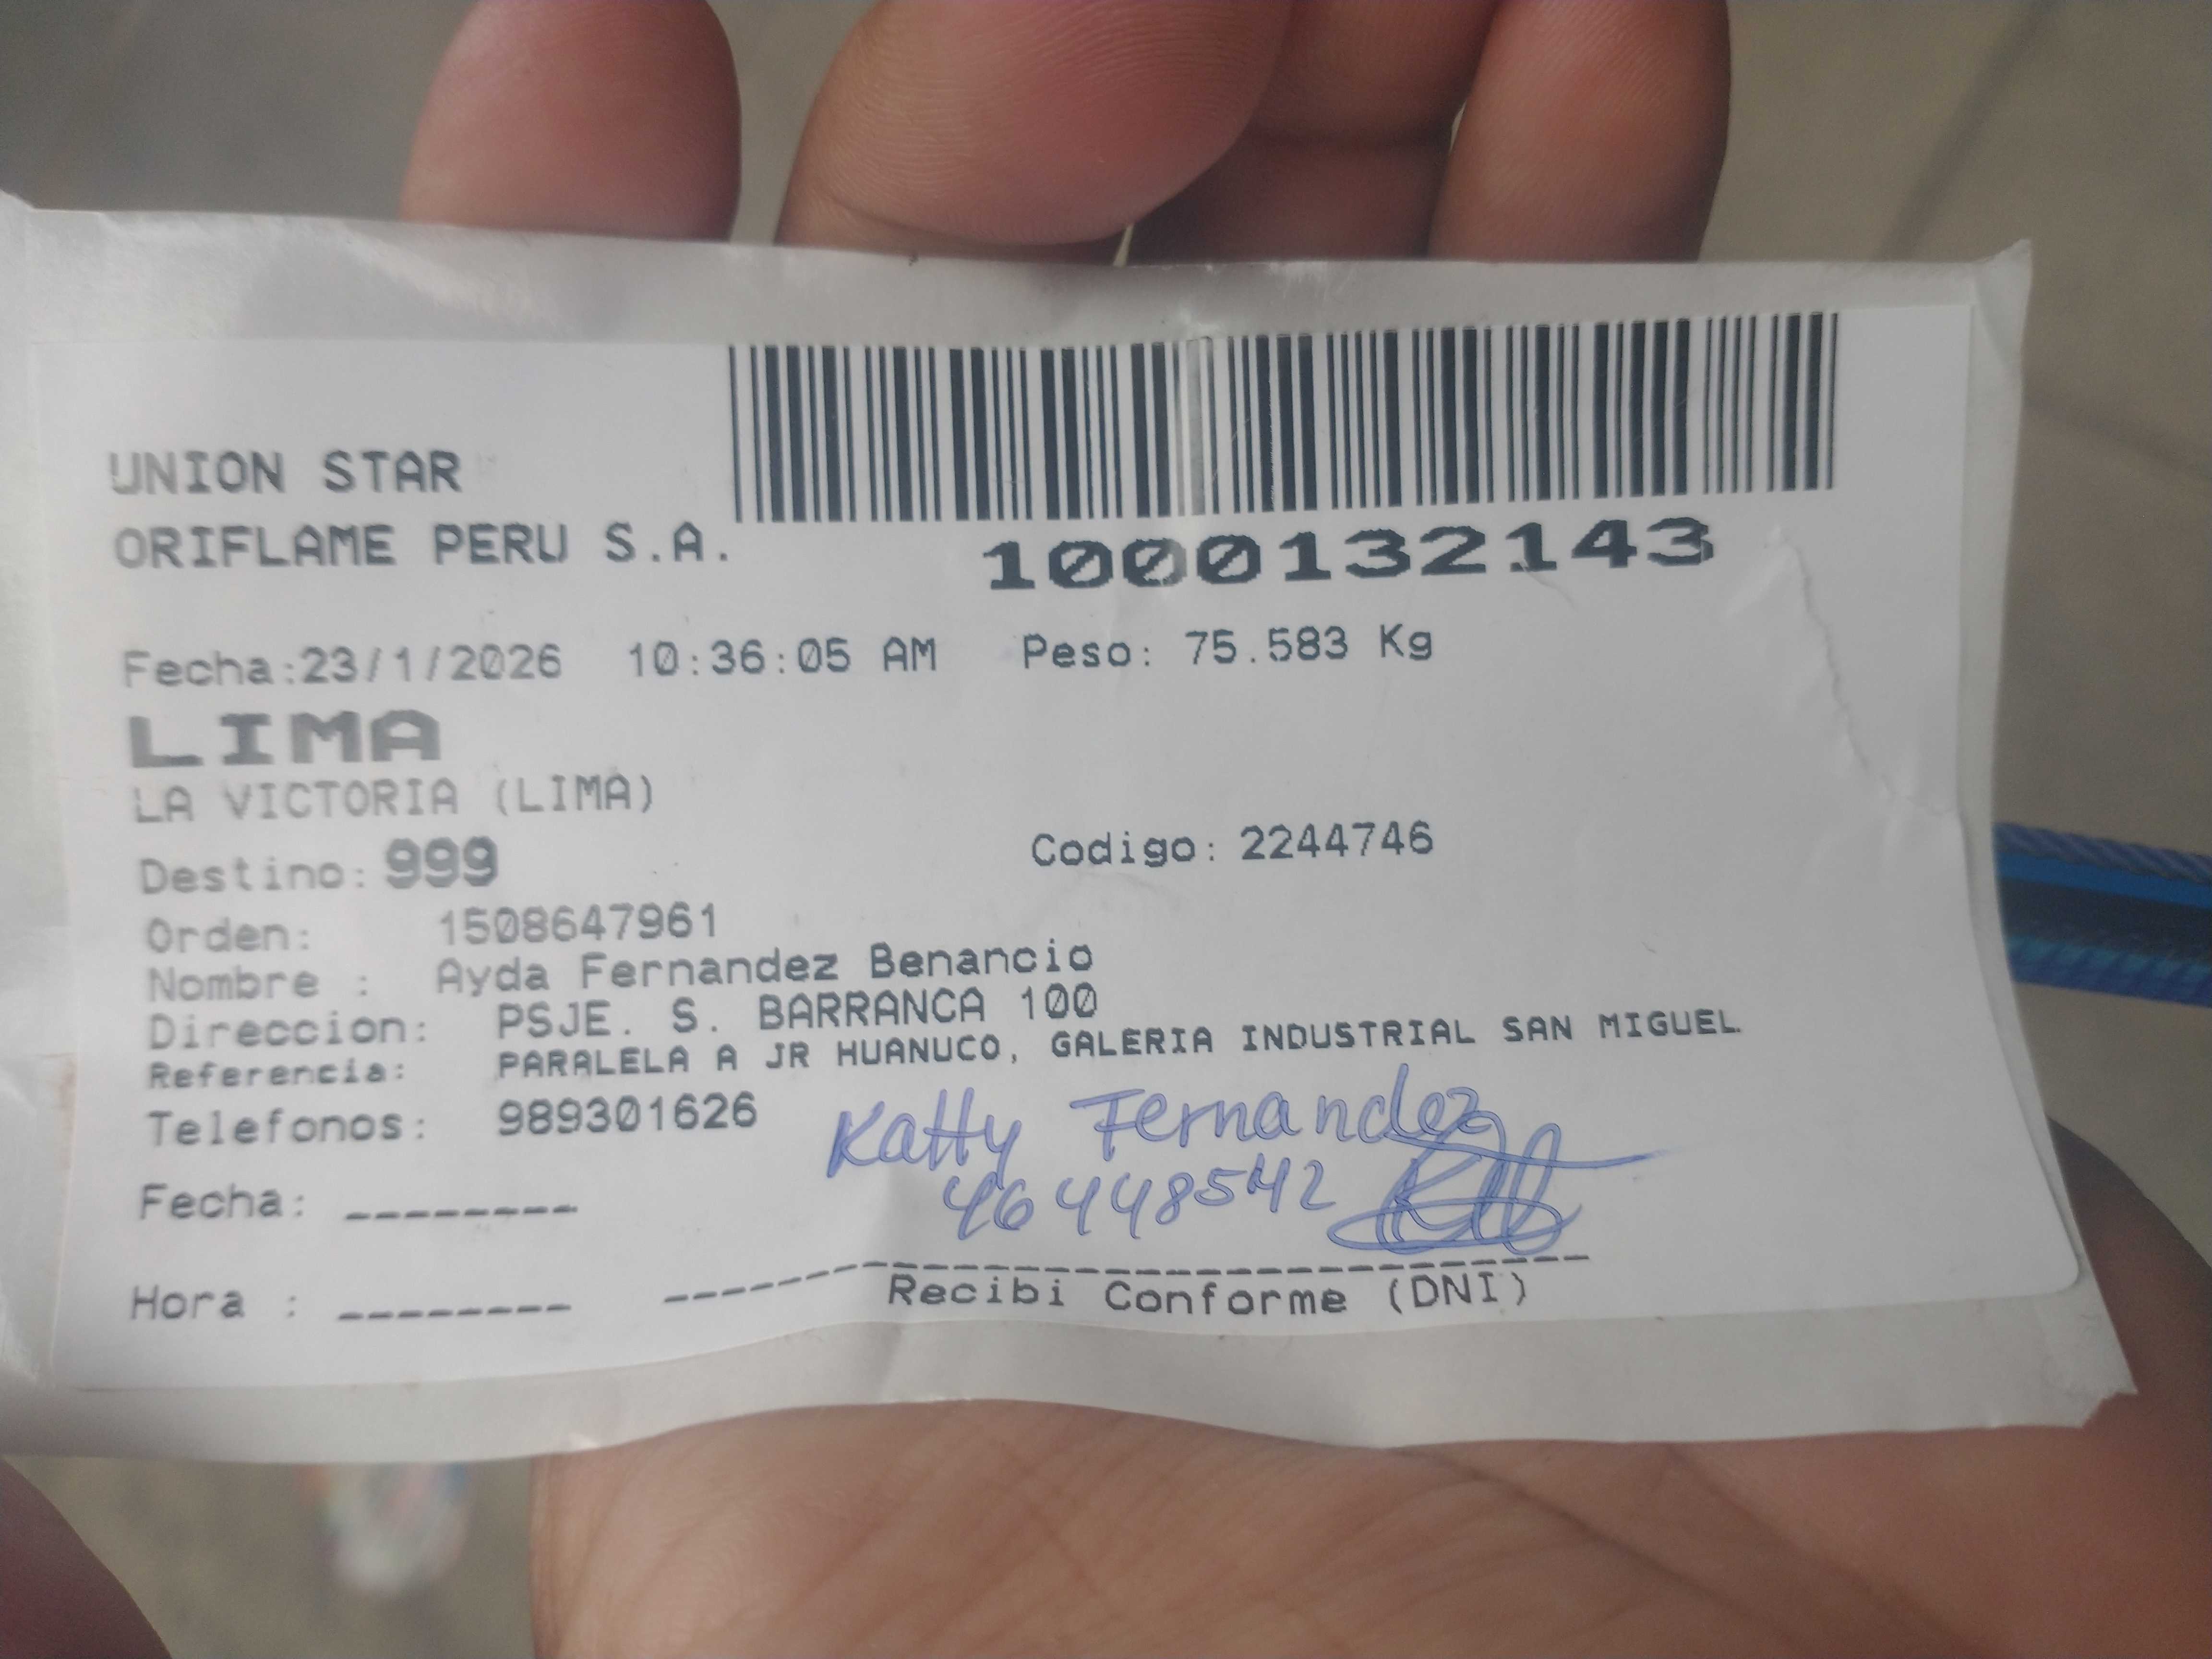 UNION STAR
ORIFLAME PERU S.A.
1000132143
Fecha:23/1/2026 10:36:05 AM Peso: 75.583 Kg
LIMA
LA VICTORIA (LIMA)
Destino: 999 Codigo: 2244746
Orden: 1508647961
Nombre : Ayda Fernandez Benancio
Direccion: PSJE. S. BARRANCA 100
Referencia: PARALELA A JR HUANUCO, GALERIA INDUSTRIAL SAN MIGUEL.
Telefonos: 989301626
Katty Fernandez
46448542
Fecha: --------
Hora : --------
Recibi Conforme (DNI)